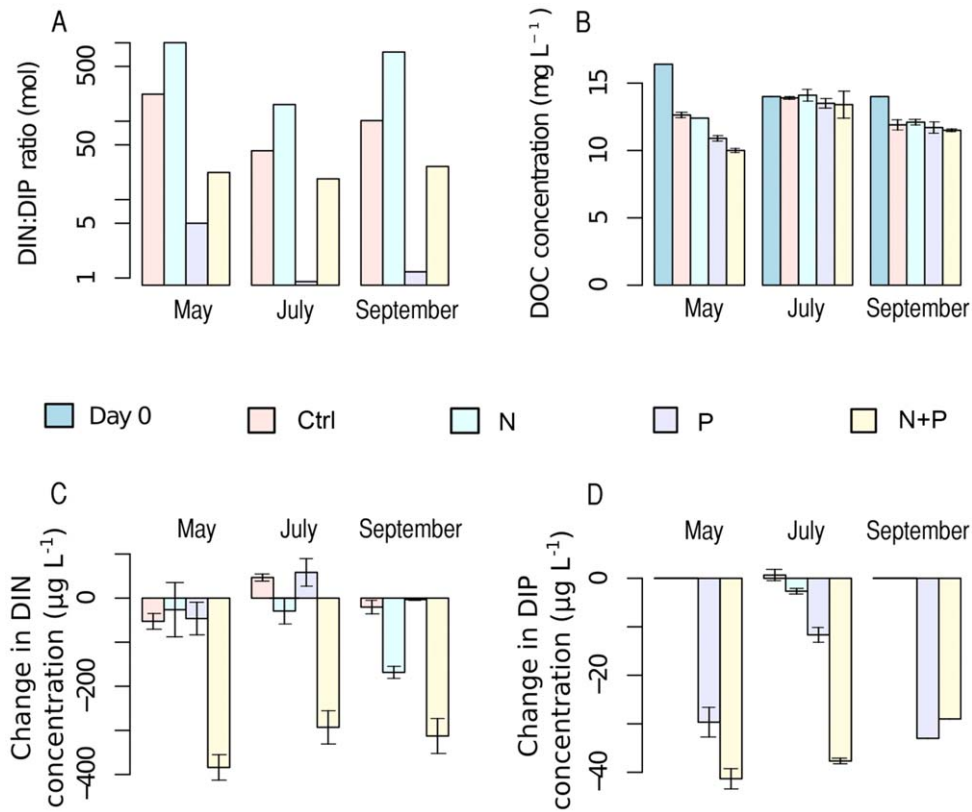 A
DIN:DIP ratio (mol)
500
50
5
1
May July September
B
DOC concentration (mg L⁻¹)
15
10
5
0
May July September
Day 0 Ctrl N P N+P
C
May July September
Change in DIN
concentration (µg L⁻¹)
0
−200
−400
D
May July September
Change in DIP
concentration (µg L⁻¹)
0
−20
−40